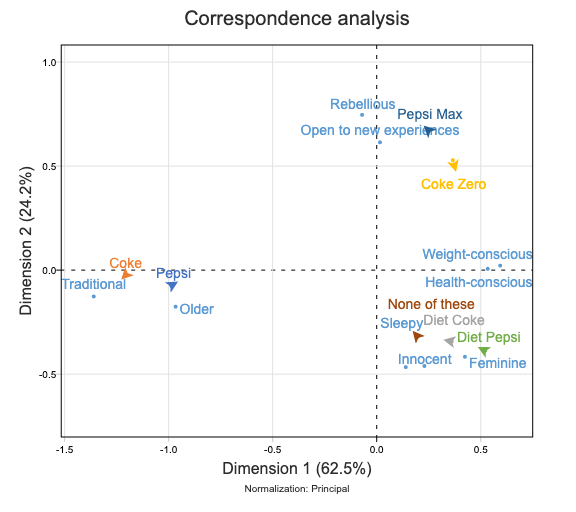 Correspondence analysis
1.0
Rebellious
Pepsi Max
Open to new experiences
0.5
Coke Zero
Weight-conscious
Coke
0.0
Pepsi
Health-conscious
Traditional
None of these
Older
Sleepy
Diet Coke
Diet Pepsi
Innocent
Feminine
-0.5
-1.5 -1.0 -0.5 0.0 0.5
Dimension 2 (24.2%)
Dimension 1 (62.5%)
Normalization: Principal